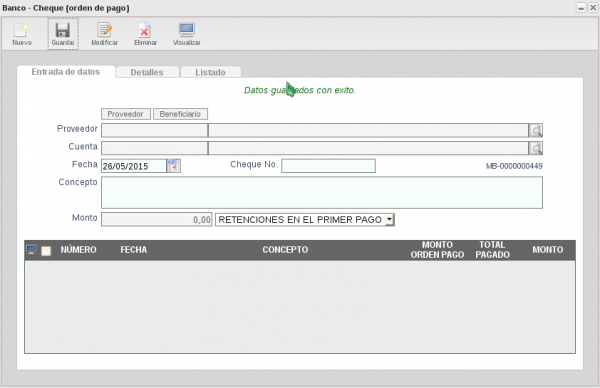 Banco - Cheque (orden de pago)
Nuevo Guardar Modificar Eliminar Visualizar
Entrada de datos Detalles Listado
Datos guardados con exito.
Proveedor Beneficiario
Proveedor
Cuenta
Fecha 26/05/2015 Cheque No. MB-0000000449
Concepto
Monto 0,00 RETENCIONES EN EL PRIMER PAGO
NÚMERO FECHA CONCEPTO MONTO ORDEN PAGO TOTAL PAGADO MONTO